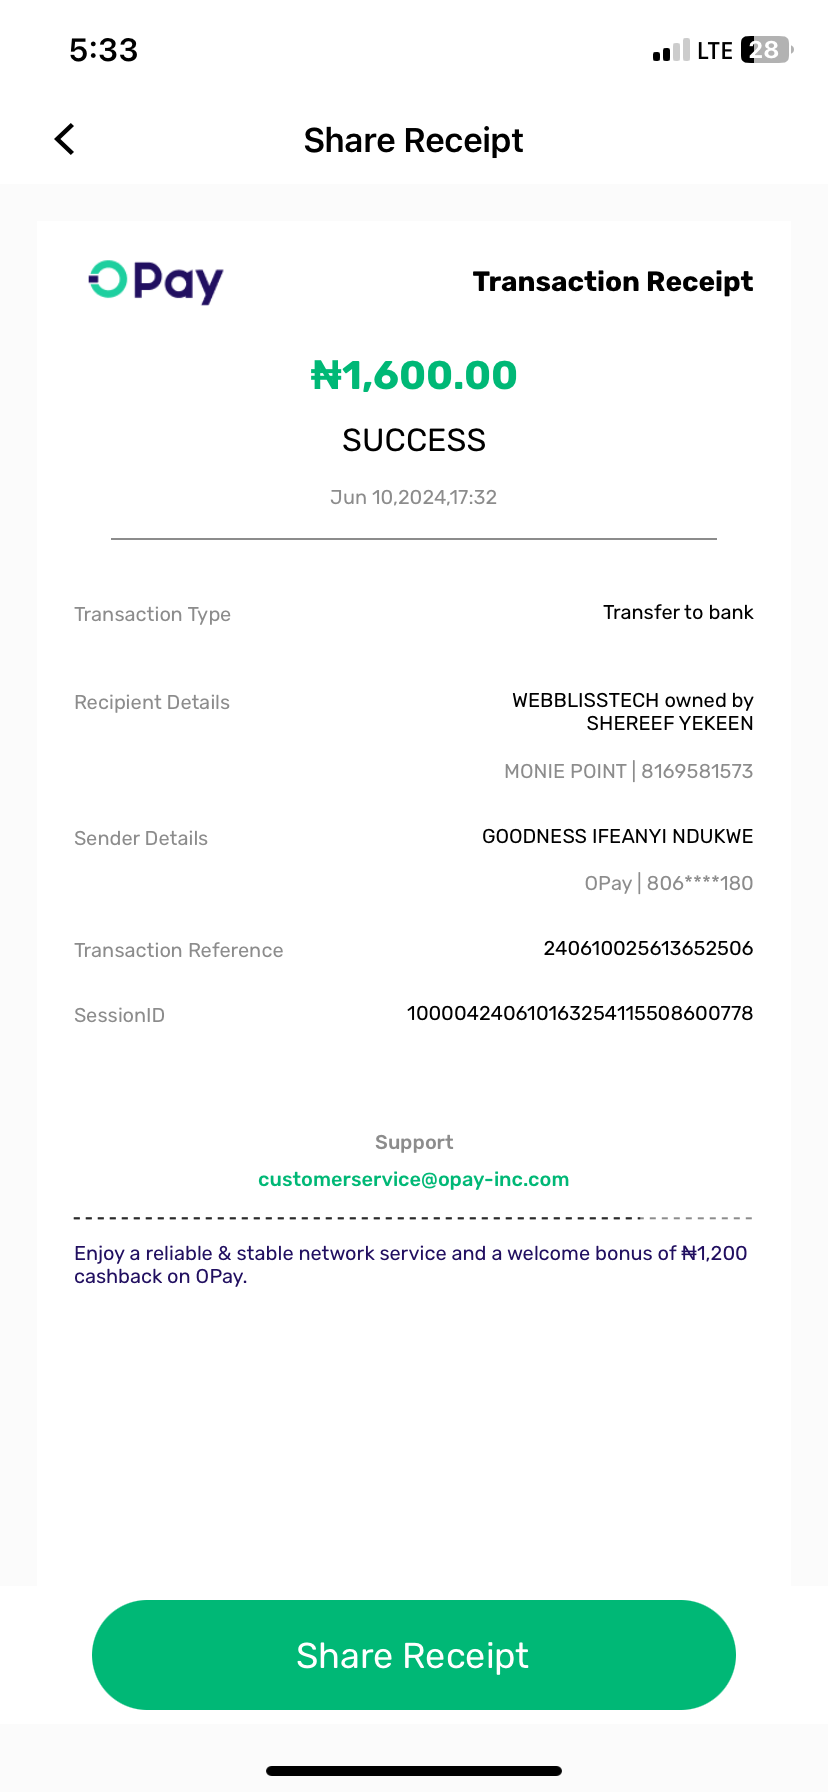 5:33 LTE 28
Share Receipt
OPay Transaction Receipt
₦1,600.00
SUCCESS
Jun 10,2024,17:32
Transaction Type Transfer to bank
Recipient Details WEBBLISSTECH owned by
SHEREEF YEKEEN
MONIE POINT | 8169581573
Sender Details GOODNESS IFEANYI NDUKWE
OPay | 806****180
Transaction Reference 240610025613652506
SessionID 100004240610163254115508600778
Support
customerservice@opay-inc.com
Enjoy a reliable & stable network service and a welcome bonus of ₦1,200
cashback on OPay.
Share Receipt